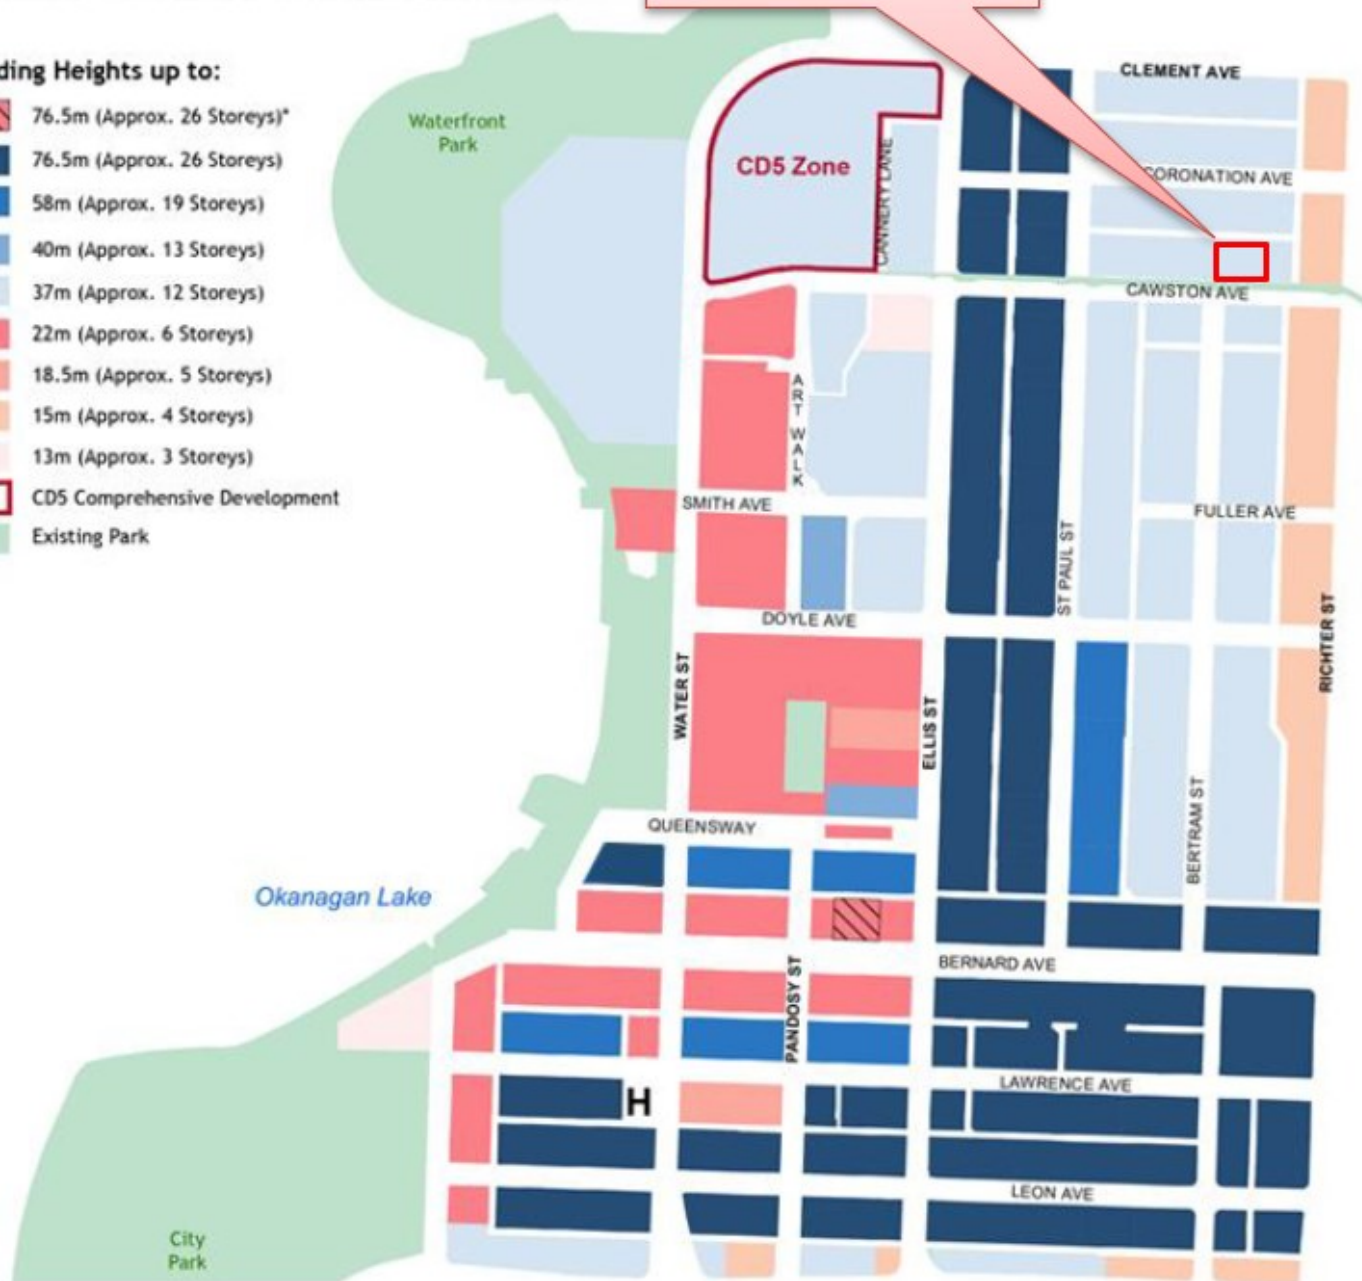 ding Heights up to:
76.5m (Approx. 26 Storeys)*
76.5m (Approx. 26 Storeys)
58m (Approx. 19 Storeys)
40m (Approx. 13 Storeys)
37m (Approx. 12 Storeys)
22m (Approx. 6 Storeys)
18.5m (Approx. 5 Storeys)
15m (Approx. 4 Storeys)
13m (Approx. 3 Storeys)
CD5 Comprehensive Development
Existing Park
Waterfront
Park
CD5 Zone
CANNERY LANE
CLEMENT AVE
CORONATION AVE
CAWSTON AVE
ART WALK
SMITH AVE
FULLER AVE
ST PAUL ST
DOYLE AVE
RICHTER ST
WATER ST
ELLIS ST
BERTRAM ST
QUEENSWAY
Okanagan Lake
BERNARD AVE
PANDOSY ST
LAWRENCE AVE
H
LEON AVE
City
Park